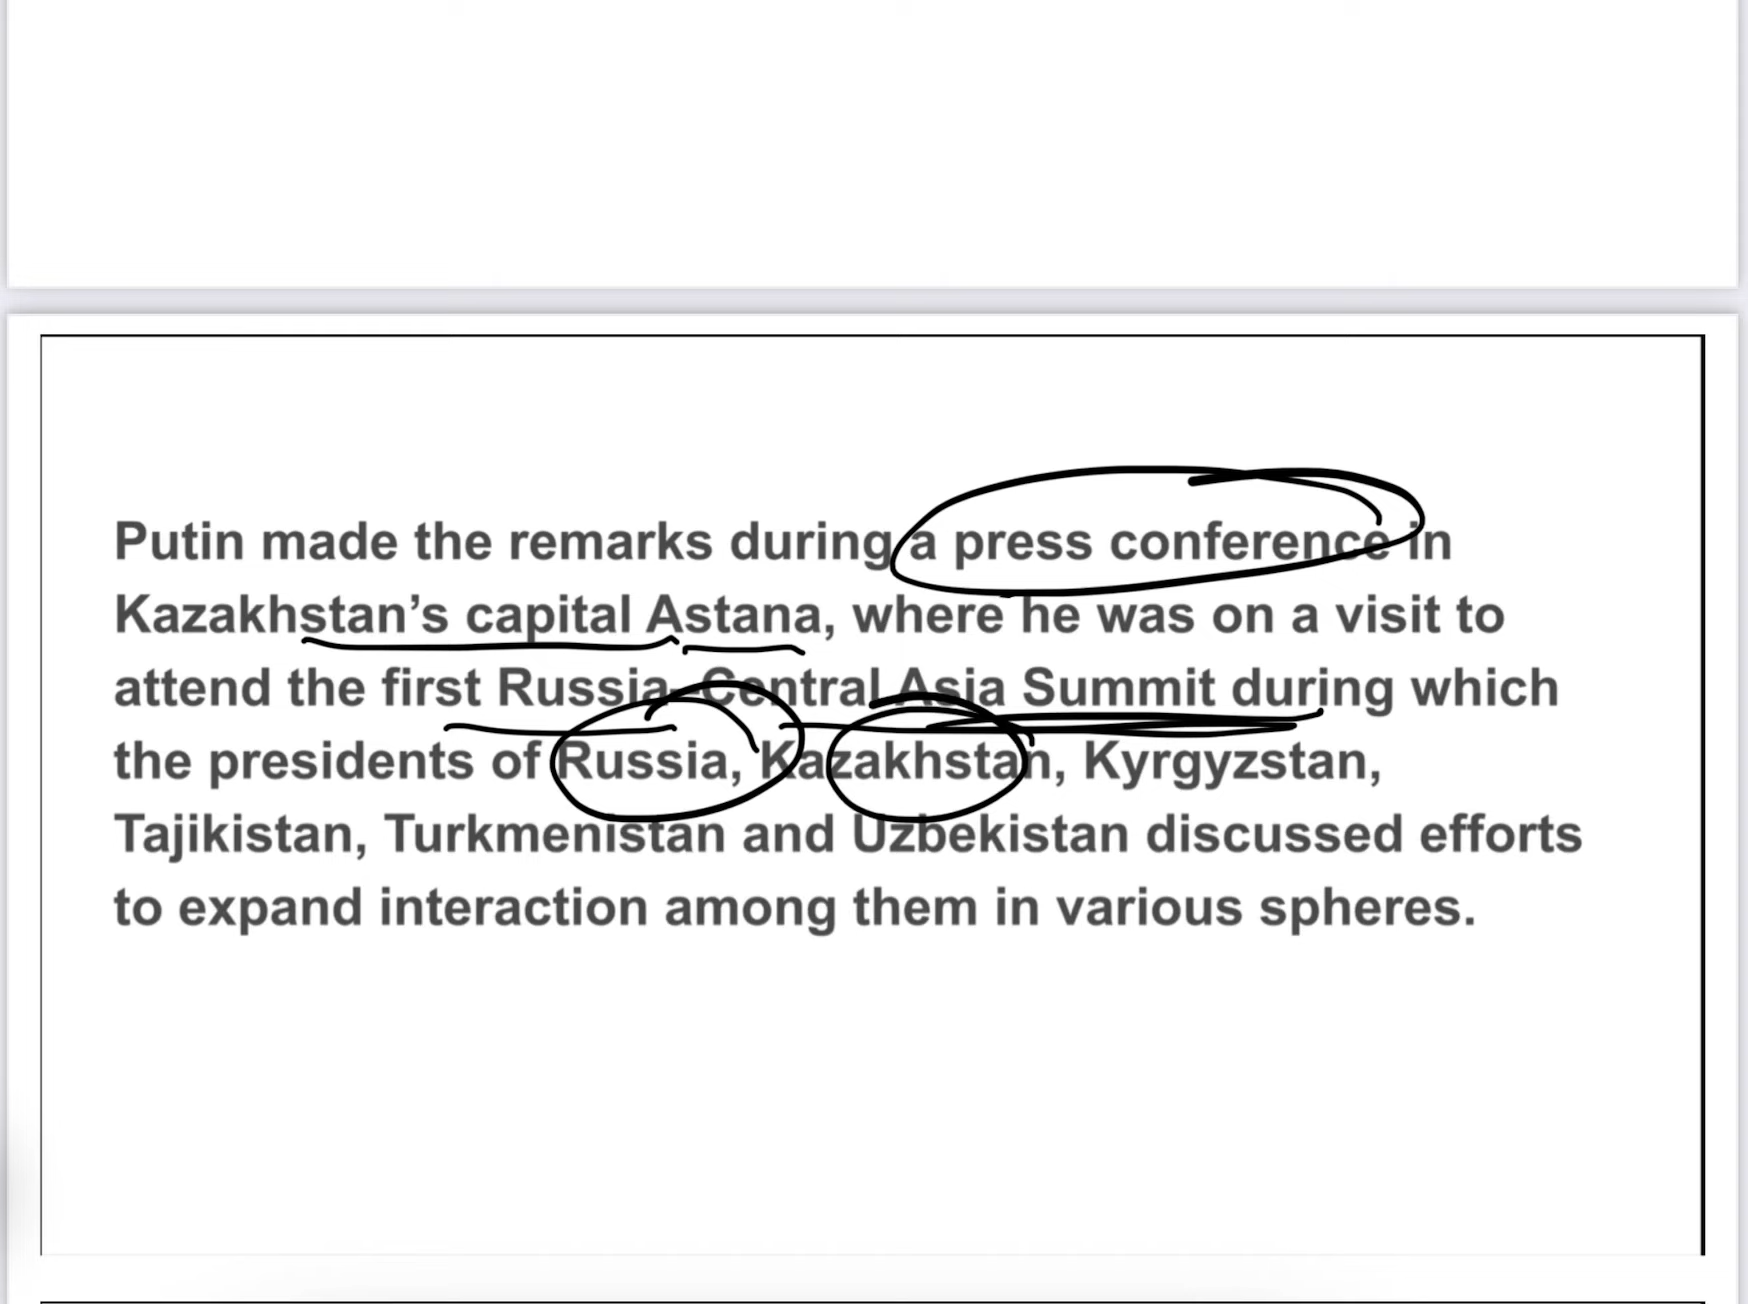 Putin made the remarks during a press conference in
Kazakhstan’s capital Astana, where he was on a visit to
attend the first Russia-Central Asia Summit during which
the presidents of Russia, Kazakhstan, Kyrgyzstan,
Tajikistan, Turkmenistan and Uzbekistan discussed efforts
to expand interaction among them in various spheres.